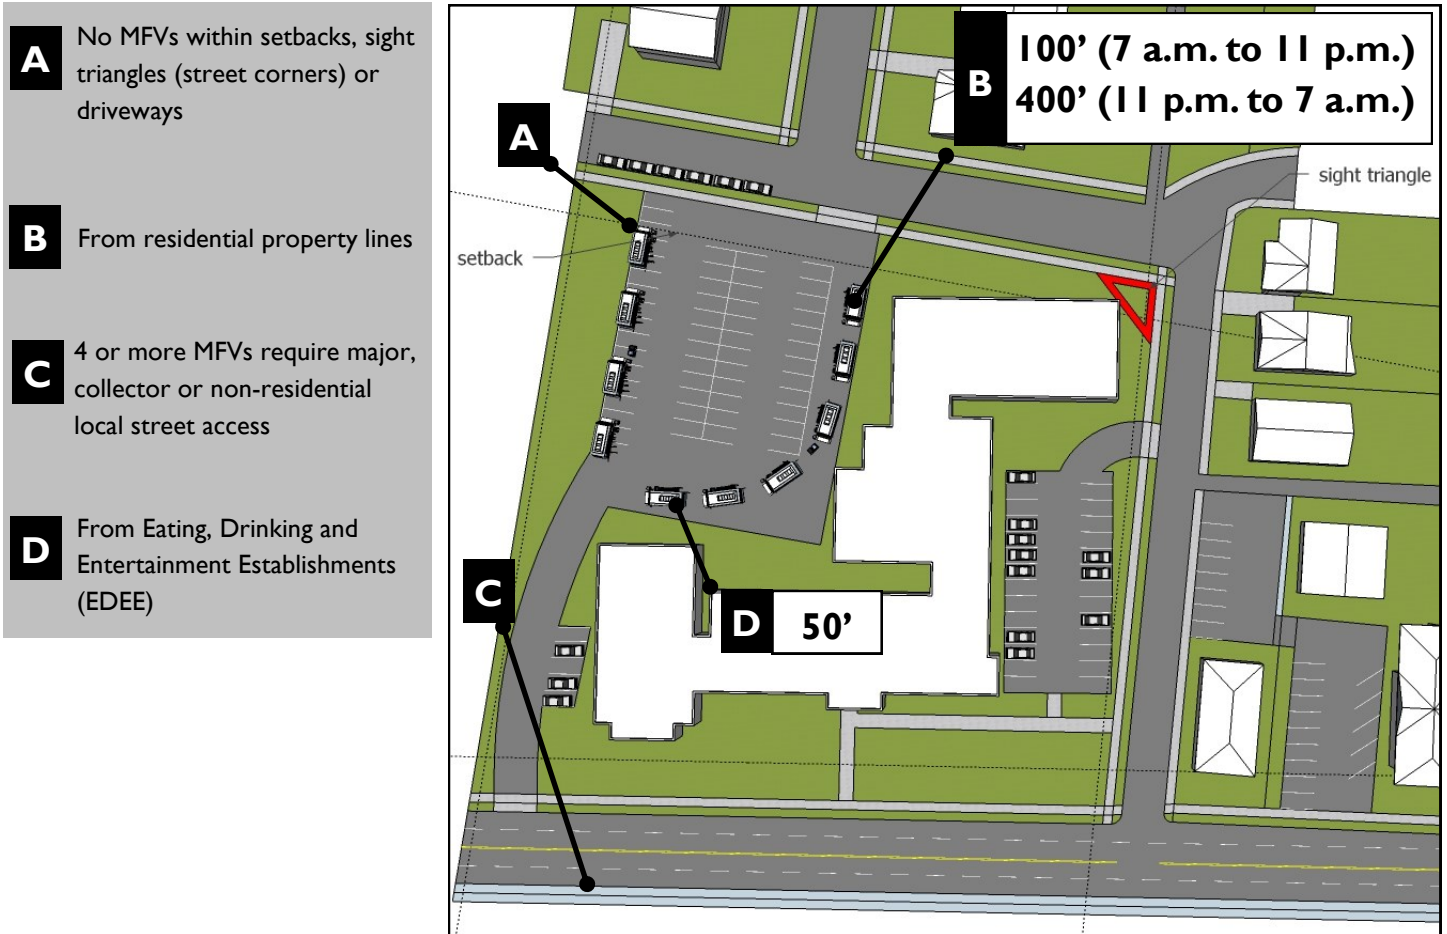 A
No MFVs within setbacks, sight
triangles (street corners) or
driveways
B
From residential property lines
C
4 or more MFVs require major,
collector or non-residential
local street access
D
From Eating, Drinking and
Entertainment Establishments
(EDEE)
B
100’ (7 a.m. to 11 p.m.)
400’ (11 p.m. to 7 a.m.)
A
sight triangle
setback
C
D
50’